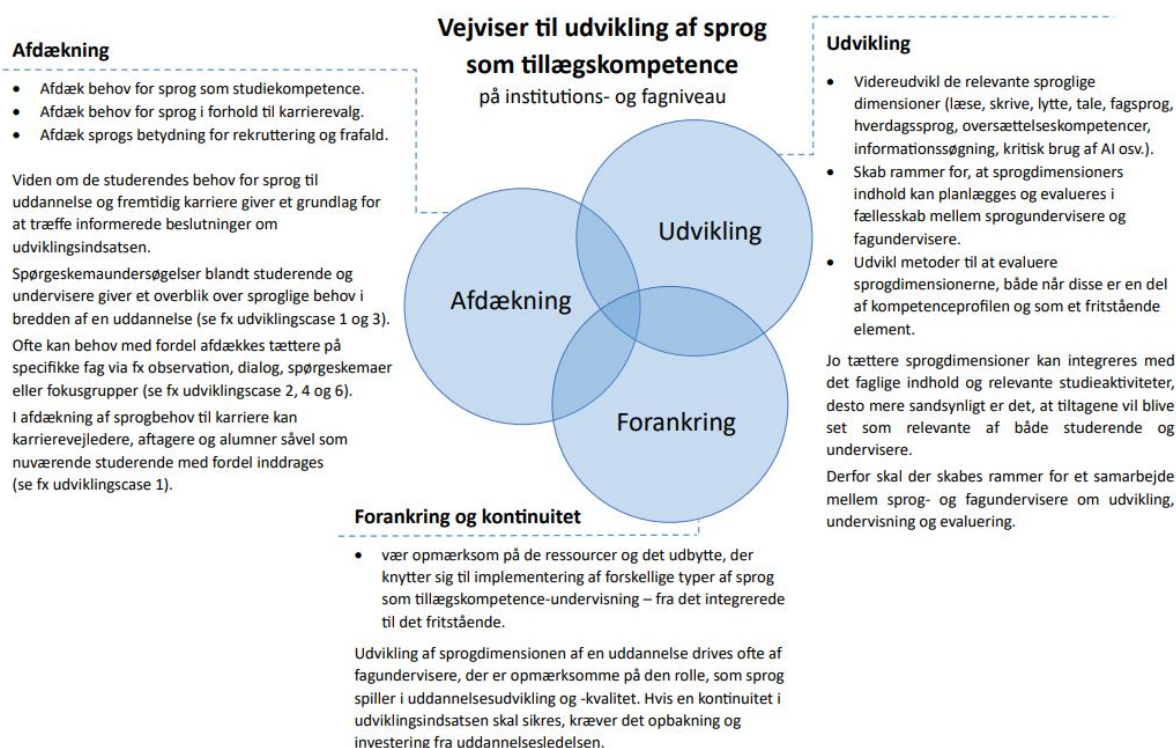 Vejviser til udvikling af sprog
som tillægskompetence
på institutions- og fagniveau
Afdækning
• Afdæk behov for sprog som studiekompetence.
• Afdæk behov for sprog i forhold til karrierevalg.
• Afdæk sprogs betydning for rekruttering og frafald.
Viden om de studerendes behov for sprog til
uddannelse og fremtidig karriere giver et grundlag for
at træffe informerede beslutninger om
udviklingsindsatsen.
Spørgeskemaundersøgelser blandt studerende og
undervisere giver et overblik over sproglige behov i
bredden af en uddannelse (se fx udviklingscase 1 og 3).
Ofte kan behov med fordel afdækkes tættere på
specifikke fag via fx observation, dialog, spørgeskemaer
eller fokusgrupper (se fx udviklingscase 2, 4 og 6).
I afdækning af sprogbehov til karriere kan
karrierevejledere, aftagere og alumner såvel som
nuværende studerende med fordel inddrages
(se fx udviklingscase 1).
Udvikling
Afdækning
Forankring
Udvikling
• Videreudvikl de relevante sproglige
dimensioner (læse, skrive, lytte, tale, fagsprog,
hverdagssprog, oversættelseskompetencer,
informationssøgning, kritisk brug af AI osv.).
• Skab rammer for, at sprogdimensioners
indhold kan planlægges og evalueres i
fællesskab mellem sprogundervisere og
fagundervisere.
• Udvikl metoder til at evaluere
sprogdimensionerne, både når disse er en del
af kompetenceprofilen og som et fritstående
element.
Jo tættere sprogdimensioner kan integreres med
det faglige indhold og relevante studieaktiviteter,
desto mere sandsynligt er det, at tiltagene vil blive
set som relevante af både studerende og
undervisere.
Derfor skal der skabes rammer for et samarbejde
mellem sprog- og fagundervisere om udvikling,
undervisning og evaluering.
Forankring og kontinuitet
• vær opmærksom på de ressourcer og det udbytte, der
knytter sig til implementering af forskellige typer af sprog
som tillægskompetence-undervisning – fra det integrerede
til det fritstående.
Udvikling af sprogdimensionen af en uddannelse drives ofte af
fagundervisere, der er opmærksomme på den rolle, som sprog
spiller i uddannelsesudvikling og -kvalitet. Hvis en kontinuitet i
udviklingsindsatsen skal sikres, kræver det opbakning og
investering fra uddannelsesledelsen.